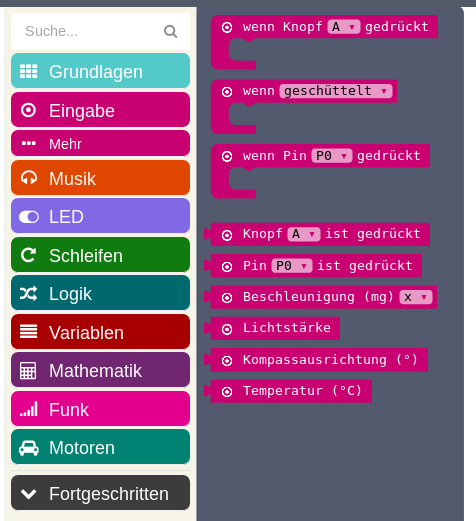 Suche...
Grundlagen
Eingabe
Mehr
Musik
LED
Schleifen
Logik
Variablen
Mathematik
Funk
Motoren
Fortgeschritten
wenn Knopf A gedrückt
wenn geschüttelt
wenn Pin P0 gedrückt
Knopf A ist gedrückt
Pin P0 ist gedrückt
Beschleunigung (mg) x
Lichtstärke
Kompassausrichtung (°)
Temperatur (°C)